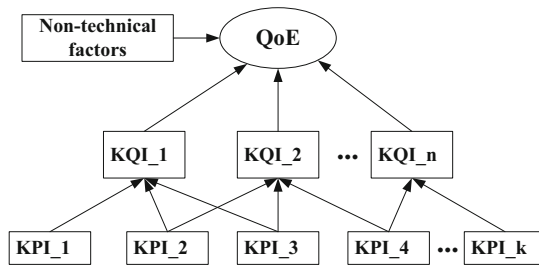 Non-technical
factors
QoE
KQI_1
KQI_2
...
KQI_n
KPI_1
KPI_2
KPI_3
KPI_4
...
KPI_k